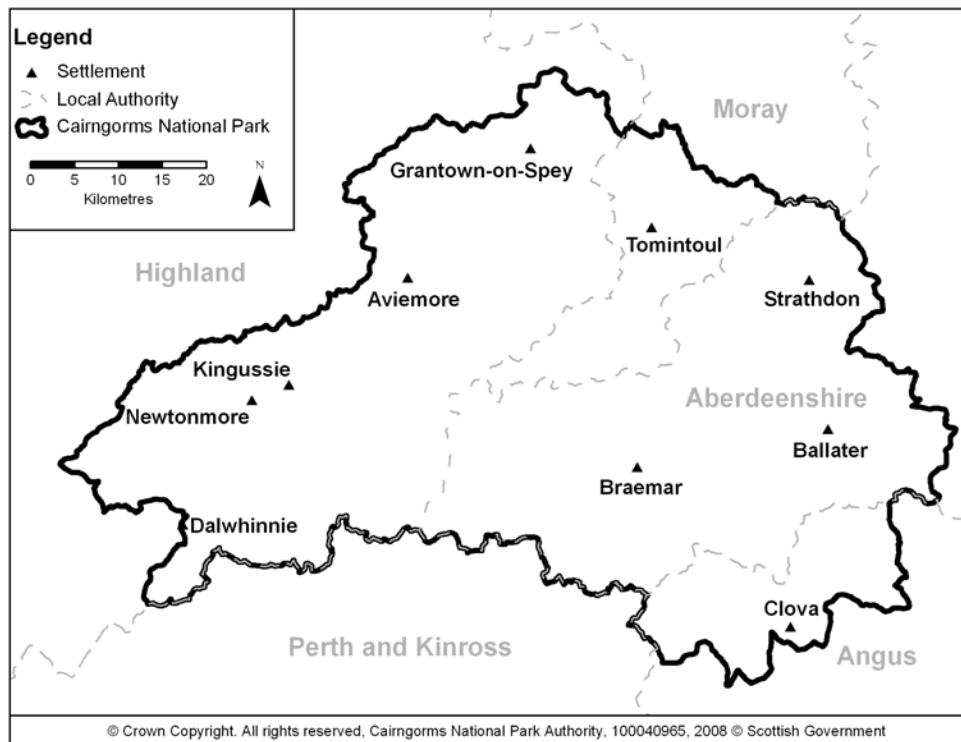 Legend
Settlement
Local Authority
Cairngorms National Park
0 5 10 15 20
Kilometres
N
Moray
Grantown-on-Spey
Tomintoul
Highland
Aviemore
Strathdon
Kingussie
Newtonmore
Aberdeenshire
Ballater
Braemar
Dalwhinnie
Clova
Perth and Kinross
Angus
© Crown Copyright. All rights reserved, Cairngorms National Park Authority, 100040965, 2008 © Scottish Government